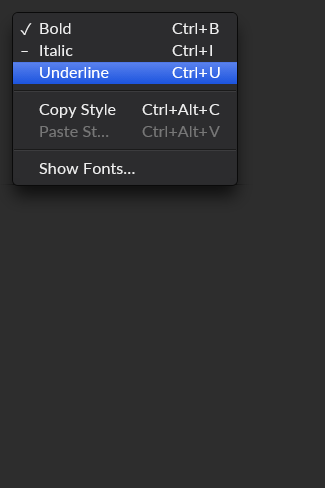 ✓ Bold Ctrl+B
– Italic Ctrl+I
Underline Ctrl+U
Copy Style Ctrl+Alt+C
Paste St... Ctrl+Alt+V
Show Fonts...